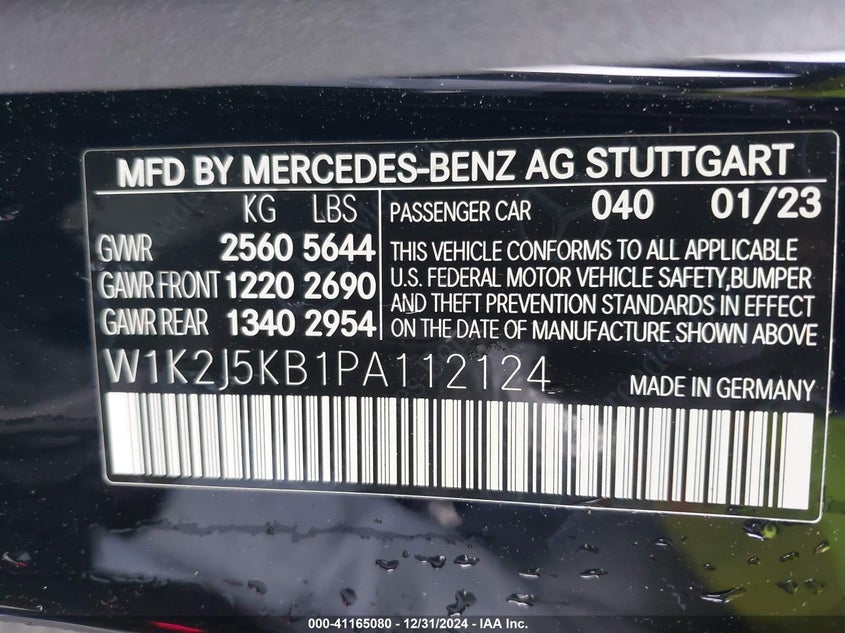 MFD BY MERCEDES-BENZ AG STUTTGART
KG LBS
GVWR 2560 5644
GAWR FRONT 1220 2690
GAWR REAR 1340 2954
PASSENGER CAR 040 01/23
THIS VEHICLE CONFORMS TO ALL APPLICABLE
U.S. FEDERAL MOTOR VEHICLE SAFETY,BUMPER
AND THEFT PREVENTION STANDARDS IN EFFECT
ON THE DATE OF MANUFACTURE SHOWN ABOVE
W1K2J5KB1PA112124
MADE IN GERMANY
000-41165080 - 12/31/2024 - IAA Inc.